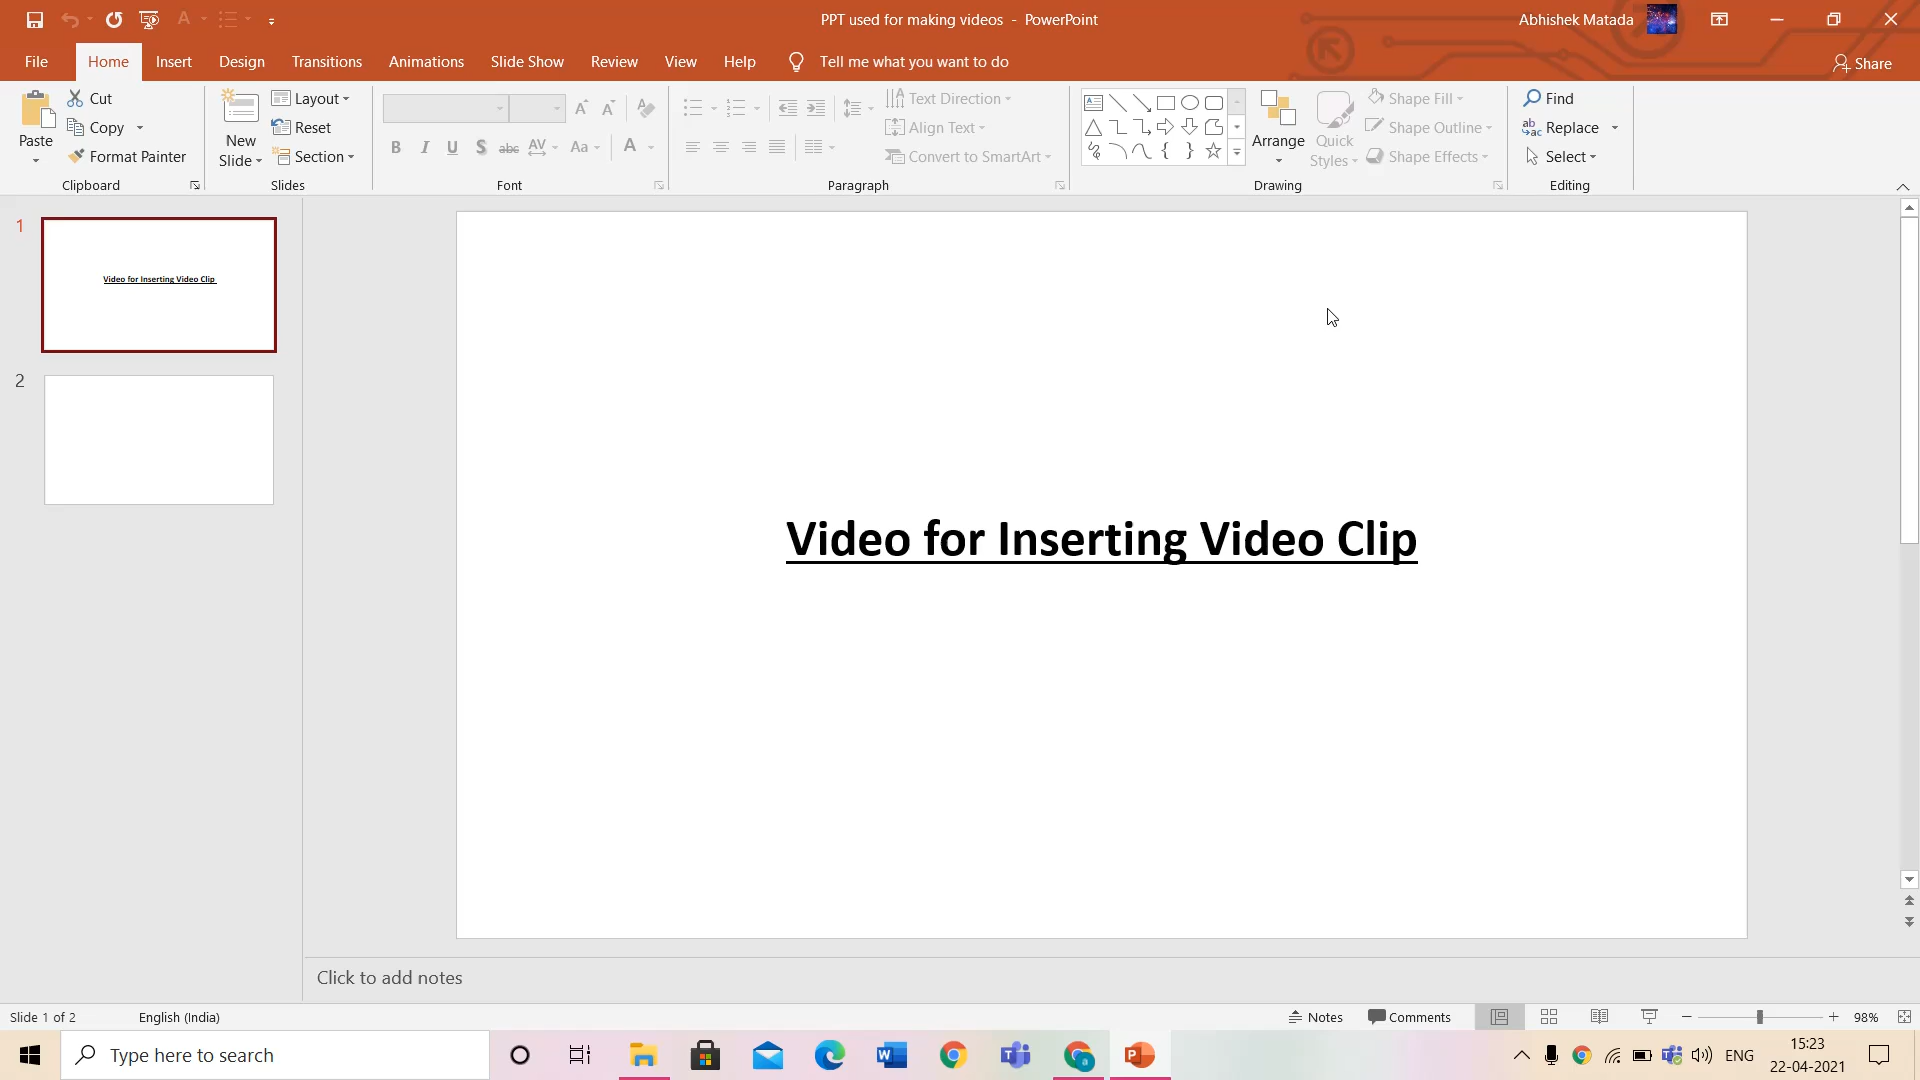 PPT used for making videos - PowerPoint
Abhishek Matada
File Home Insert Design Transitions Animations Slide Show Review View Help Tell me what you want to do
Share
Paste
Cut
Copy
Format Painter
Clipboard
New Slide
Layout
Reset
Section
Slides
B I U S abc AV Aa A
Font
Text Direction
Align Text
Convert to SmartArt
Paragraph
Arrange
Quick Styles
Shape Fill
Shape Outline
Shape Effects
Drawing
Find
Replace
Select
Editing
1
Video for Inserting Video Clip
2
Video for Inserting Video Clip
Click to add notes
Slide 1 of 2
English (India)
Notes
Comments
98%
Type here to search
ENG
15:23
22-04-2021